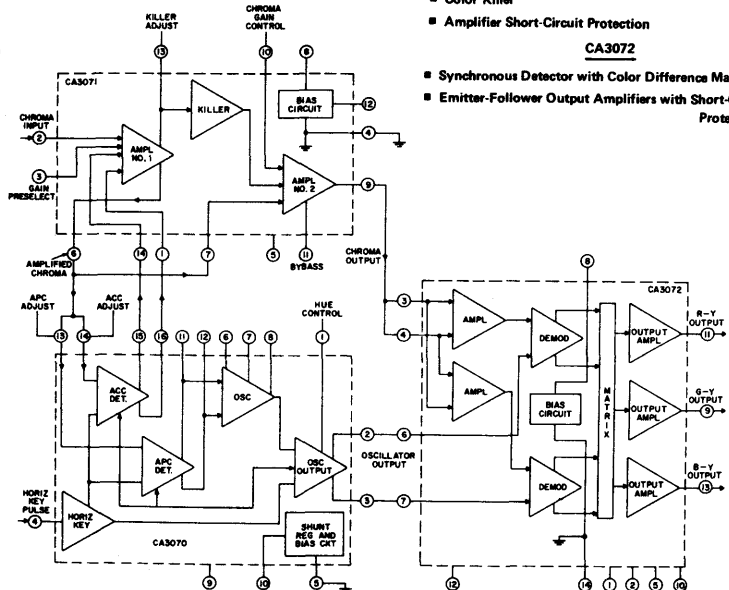 ■ Color Killer
■ Amplifier Short-Circuit Protection
CA3072
■ Synchronous Detector with Color Difference Ma
■ Emitter-Follower Output Amplifiers with Short-
Prote
KILLER ADJUST
CHROMA GAIN CONTROL
13
10
8
CA3071
KILLER
BIAS CIRCUIT
12
4
CHROMA INPUT
2
3
GAIN PRESELECT
AMPL NO. 1
AMPL NO. 2
9
6
AMPLIFIED CHROMA
14
1
7
5
11
BYBASS
CHROMA OUTPUT
APC ADJUST
ACC ADJUST
13
14
15
16
11
12
6
7
8
HUE CONTROL
1
ACC DET.
APC DET.
OSC
OSC OUTPUT
2
6
OSCILLATOR OUTPUT
3
7
HORIZ KEY PULSE
4
HORIZ KEY
CA3070
SHUNT REG AND BIAS CKT
9
10
5
8
CA3072
3
4
AMPL
AMPL
DEMOD
BIAS CIRCUIT
DEMOD
MATRIX
OUTPUT AMPL
OUTPUT AMPL
OUTPUT AMPL
R-Y OUTPUT
11
G-Y OUTPUT
9
B-Y OUTPUT
13
12
14
1
2
5
10